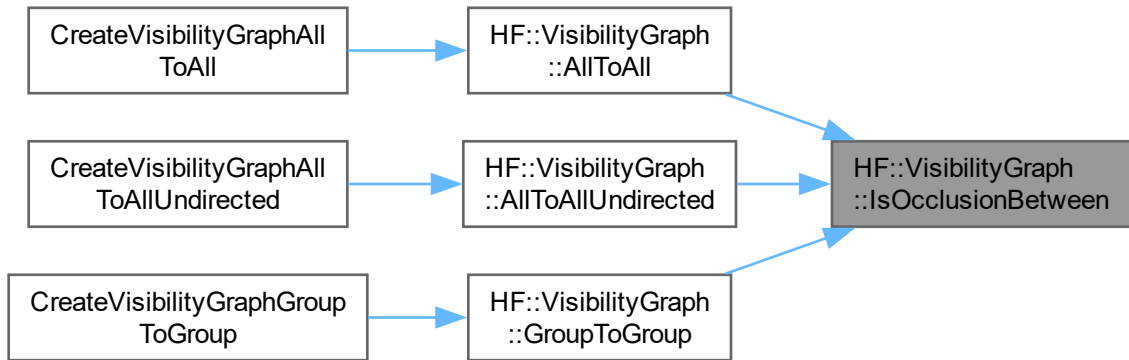 CreateVisibilityGraphAll
ToAll
HF::VisibilityGraph
::AllToAll
CreateVisibilityGraphAll
ToAllUndirected
HF::VisibilityGraph
::AllToAllUndirected
HF::VisibilityGraph
::IsOcclusionBetween
CreateVisibilityGraphGroup
ToGroup
HF::VisibilityGraph
::GroupToGroup